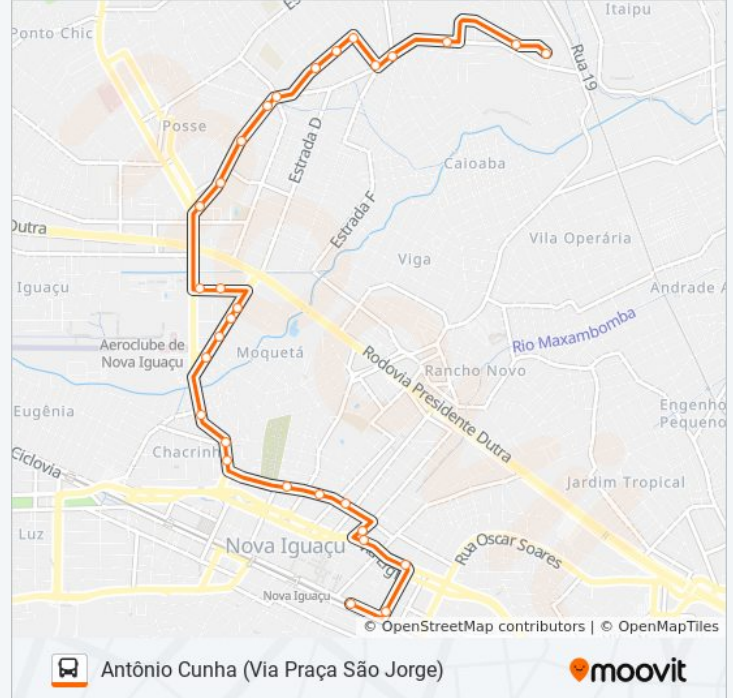 Es
Itaipu
Ponto Chic
Rua 19
Posse
Estrada D
Caioaba
Estrada F
Dutra
Vila Operária
Viga
Iguaçu
Andrade A
Rio Maxambomba
Aeroclube de
Nova Iguaçu
Moquetá
Rodovia Presidente Dutra
Rancho Novo
Eugênia
Engenho
Pequeno
Ciclovia
Chacrinh
Jardim Tropical
Luz
Nova Iguaçu
Rua Oscar Soares
Nova Iguaçu
© OpenStreetMap contributors | © OpenMapTiles
Antônio Cunha (Via Praça São Jorge)
moovit